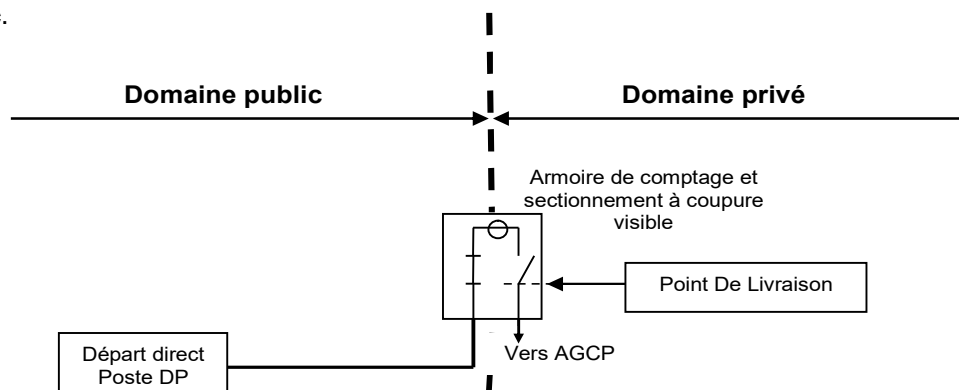 Domaine public
Domaine privé
Armoire de comptage et
sectionnement à coupure
visible
Point De Livraison
Vers AGCP
Départ direct
Poste DP